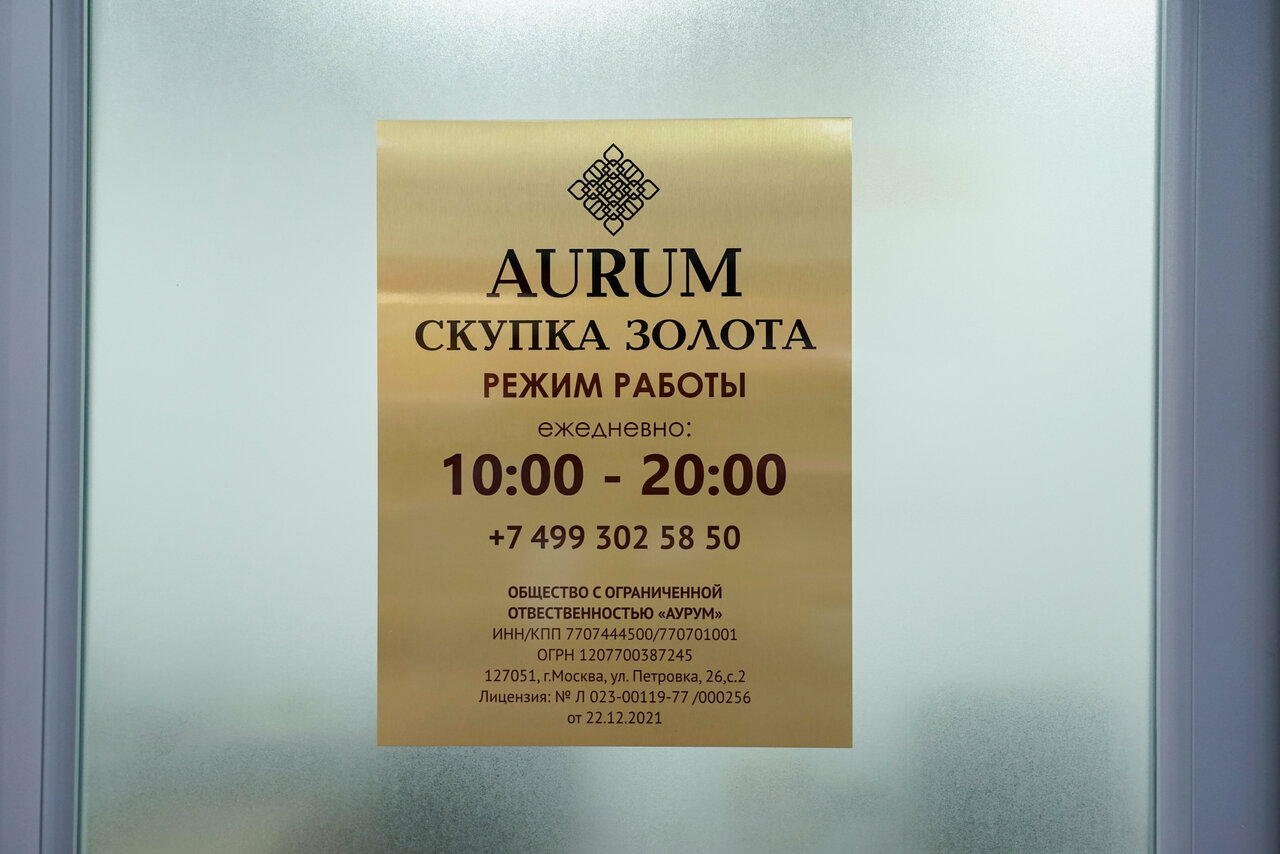 AURUM
СКУПКА ЗОЛОТА
РЕЖИМ РАБОТЫ
ежедневно:
10:00 - 20:00
+7 499 302 58 50
ОБЩЕСТВО С ОГРАНИЧЕННОЙ
ОТВЕСТВЕННОСТЬЮ «АУРУМ»
ИНН/КПП 7707444500/770701001
ОГРН 1207700387245
127051, г.Москва, ул. Петровка, 26,с.2
Лицензия: № Л 023-00119-77 /000256
от 22.12.2021